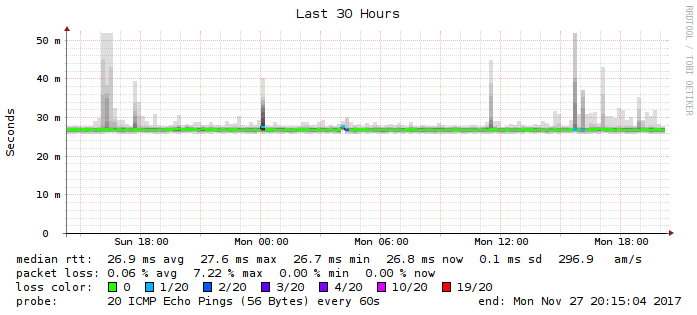 Last 30 Hours
RRDTOOL / TOBI OETIKER
Seconds
50 m
40 m
30 m
20 m
10 m
0
Sun 18:00 Mon 00:00 Mon 06:00 Mon 12:00 Mon 18:00
median rtt: 26.9 ms avg 27.6 ms max 26.7 ms min 26.8 ms now 0.1 ms sd 296.9 am/s
packet loss: 0.06 % avg 7.22 % max 0.00 % min 0.00 % now
loss color: 0 1/20 2/20 3/20 4/20 10/20 19/20
probe: 20 ICMP Echo Pings (56 Bytes) every 60s end: Mon Nov 27 20:15:04 2017